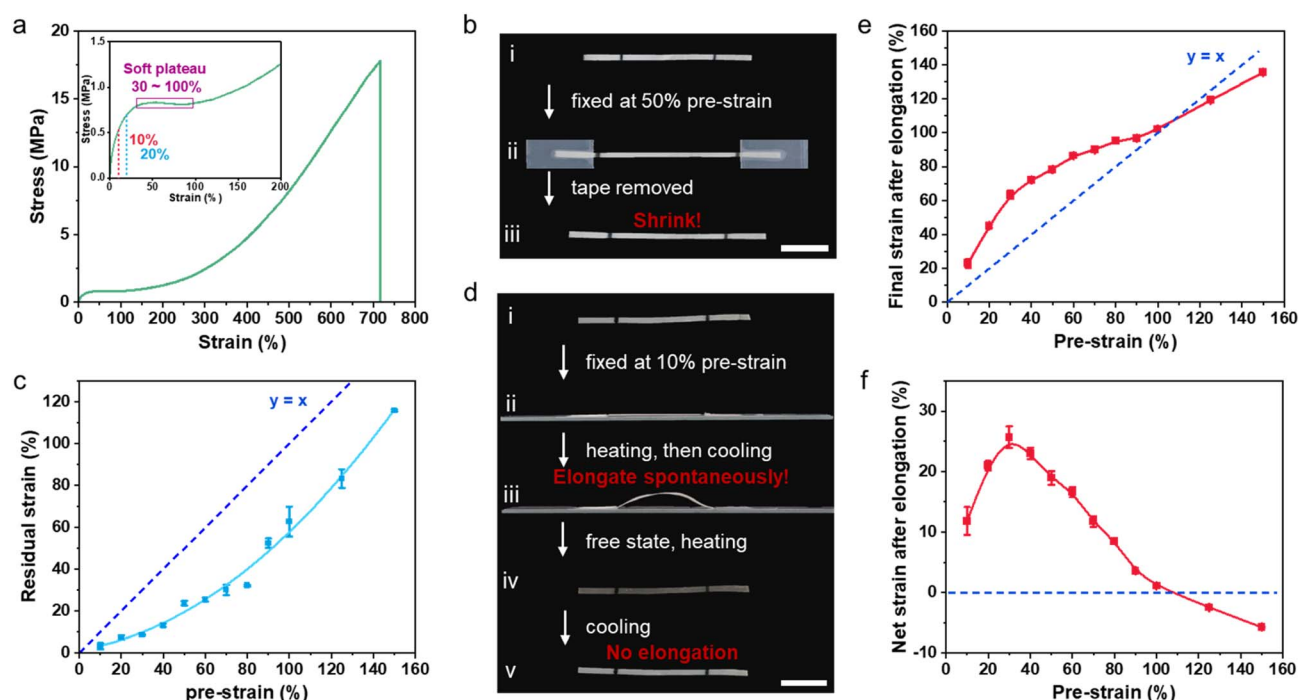 a
20
15
10
5
0
Stress (MPa)
0 100 200 300 400 500 600 700 800
Strain (%)
1.5
1.0
0.5
0.0
Stress (MPa)
0 50 100 150 200
Strain (%)
Soft plateau
30 ~ 100%
10%
20%
b
i
fixed at 50% pre-strain
ii
tape removed
Shrink!
iii
c
120
100
80
60
40
20
0
Residual strain (%)
y = x
0 20 40 60 80 100 120 140 160
pre-strain (%)
d
i
fixed at 10% pre-strain
ii
heating, then cooling
Elongate spontaneously!
iii
free state, heating
iv
cooling
No elongation
v
e
160
140
120
100
80
60
40
20
0
Final strain after elongation (%)
y = x
0 20 40 60 80 100 120 140 160
Pre-strain (%)
f
30
20
10
0
-10
Net strain after elongation (%)
0 20 40 60 80 100 120 140 160
Pre-strain (%)